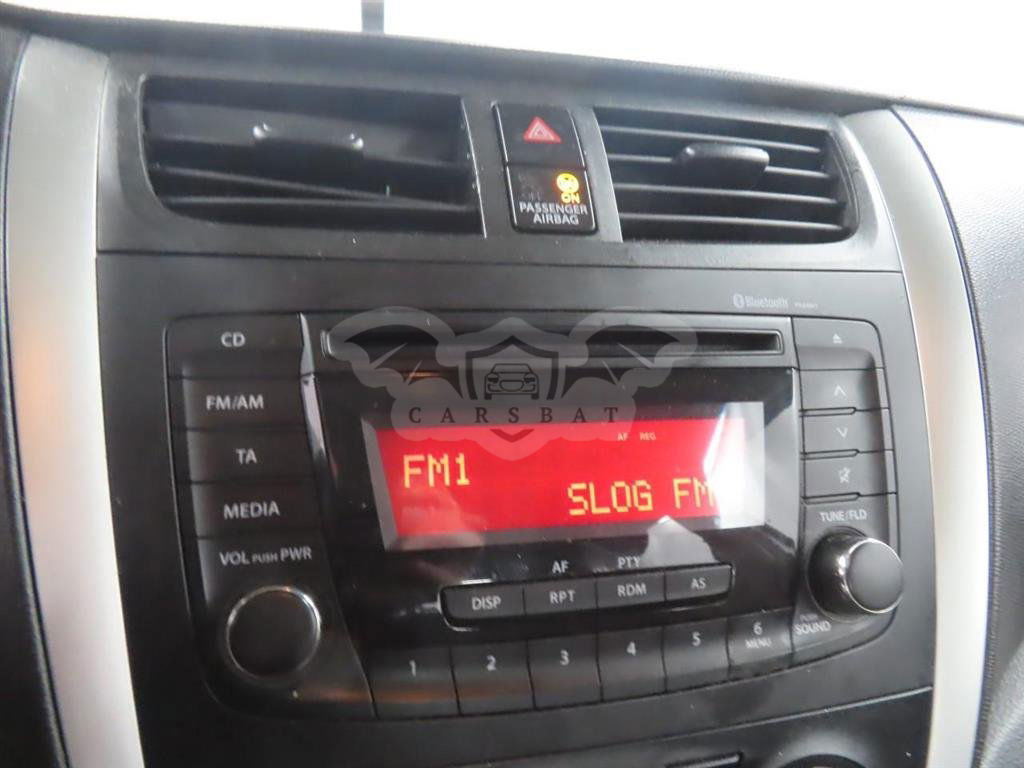 ON
PASSENGER
AIRBAG
Bluetooth
CD
FM/AM
TA
MEDIA
VOL PUSH PWR
CARSBAT
AF REG
FM1
SLOG FM
TUNE/FLD
AF PTY
DISP RPT RDM AS
PUSH
SOUND
1 2 3 4 5 6
MENU